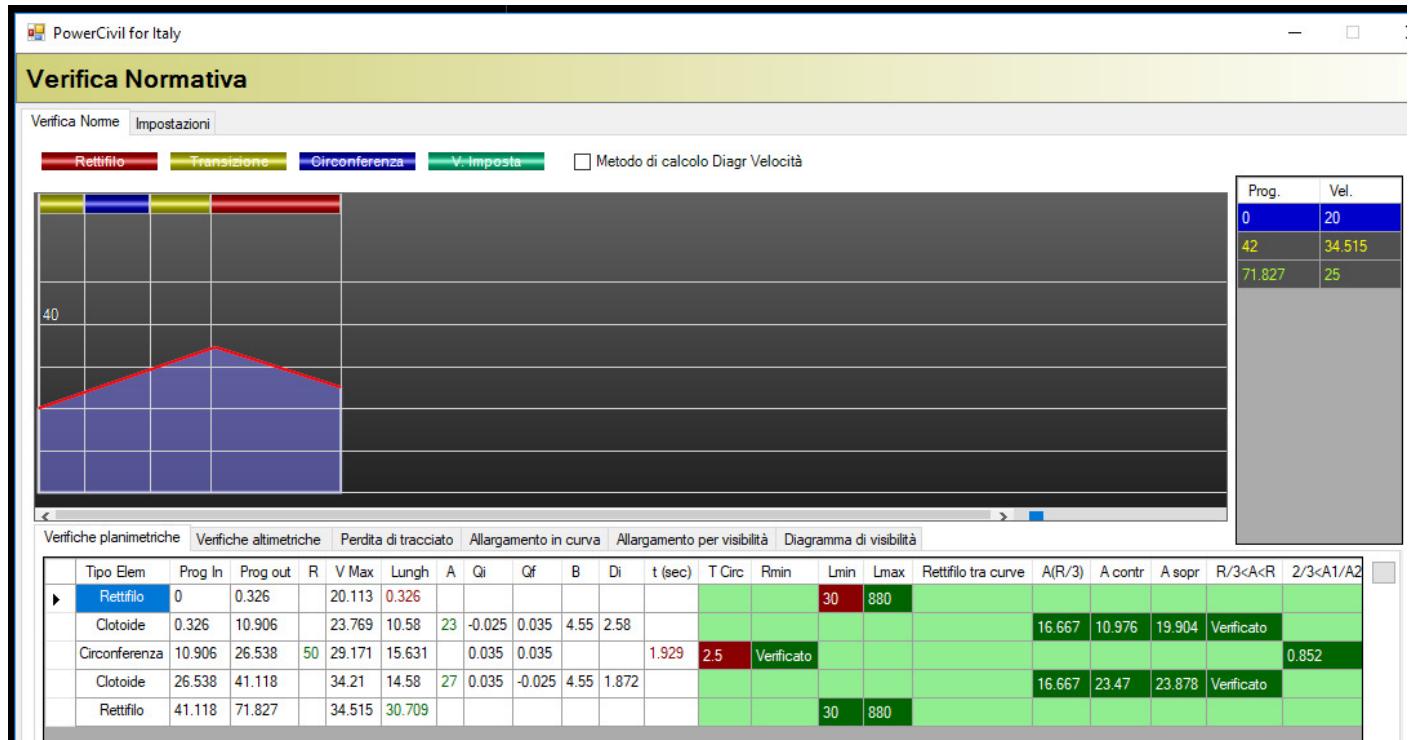 PowerCivil for Italy
Verifica Normativa
Verifica Norme Impostazioni
Rettifilo Transizione Circonferenza V. Imposta Metodo di calcolo Diagr Velocità
Prog. Vel.
0 20
42 34.515
71.827 25
40
Verifiche planimetriche Verifiche altimetriche Perdita di tracciato Allargamento in curva Allargamento per visibilità Diagramma di visibilità
Tipo Elem Prog In Prog out R V Max Lungh A Qi Qf B Di t (sec) T Circ Rmin Lmin Lmax Rettifilo tra curve A(R/3) A contr A sopr R/3<A<R 2/3<A1/A2
Rettifilo 0 0.326 20.113 0.326 30 880
Clotoide 0.326 10.906 23.769 10.58 23 -0.025 0.035 4.55 2.58 16.667 10.976 19.904 Verificato
Circonferenza 10.906 26.538 50 29.171 15.631 0.035 0.035 1.929 2.5 Verificato 0.852
Clotoide 26.538 41.118 34.21 14.58 27 0.035 -0.025 4.55 1.872 16.667 23.47 23.878 Verificato
Rettifilo 41.118 71.827 34.515 30.709 30 880